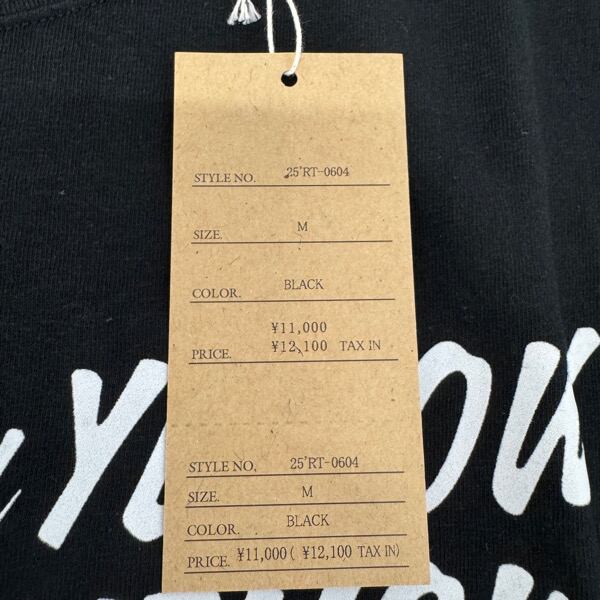 STYLE NO. 25'RT-0604
SIZE. M
COLOR. BLACK
¥11,000
PRICE. ¥12,100 TAX IN
STYLE NO. 25'RT-0604
SIZE. M
COLOR. BLACK
PRICE. ¥11,000 ( ¥12,100 TAX IN)